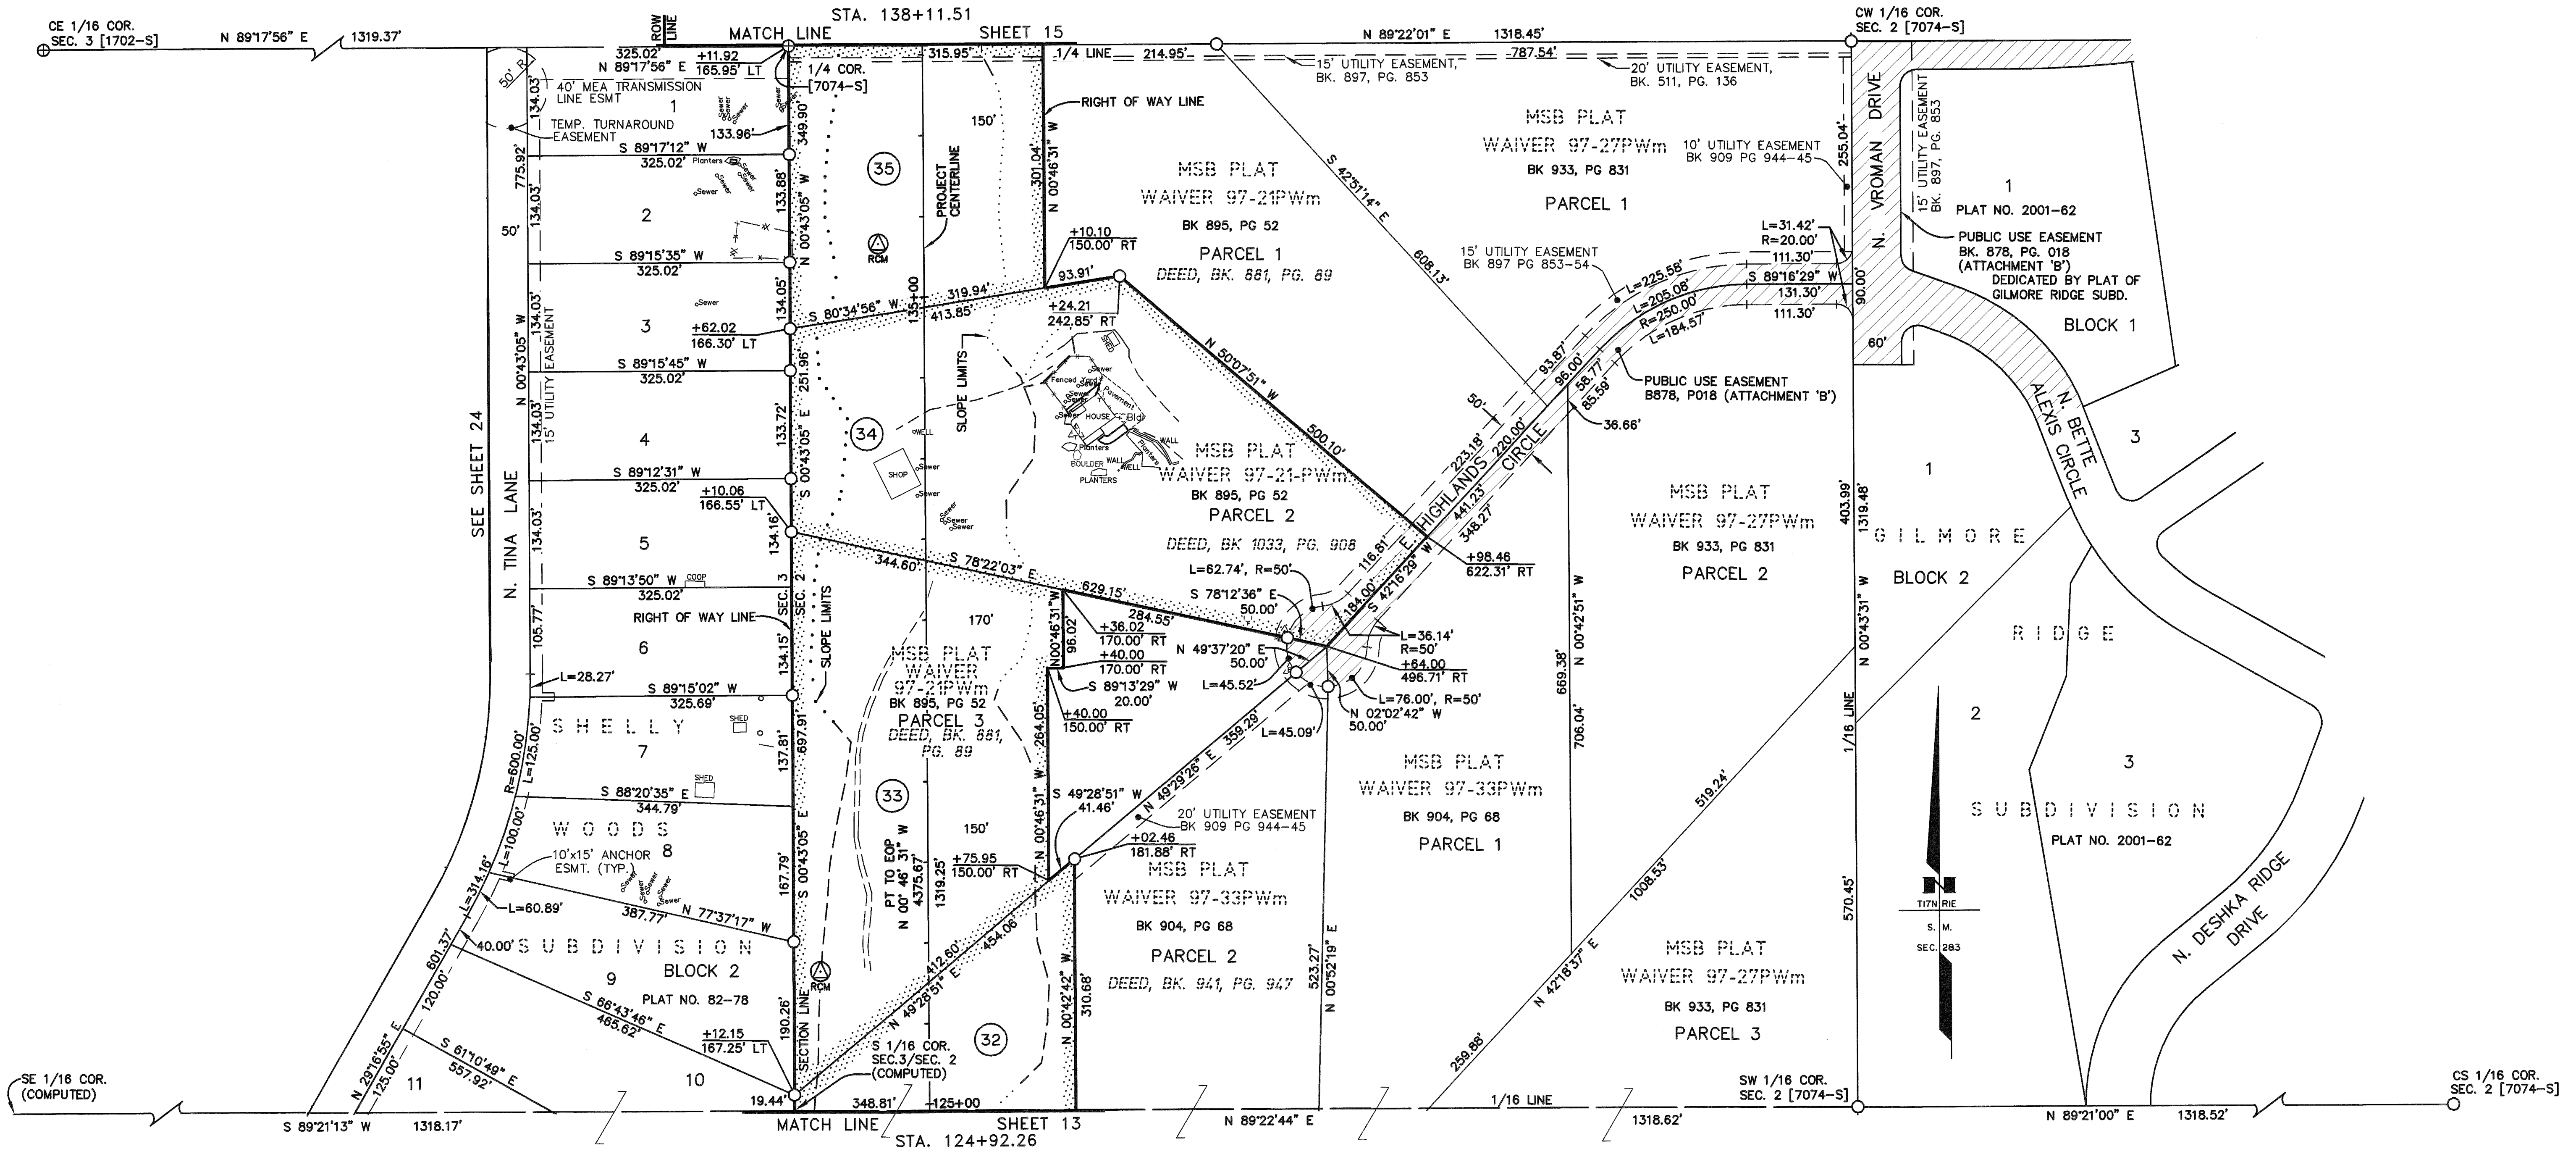 CE 1/16 COR.
SEC. 3 [1702-S]
N 89°17'56" E 1319.37'
ROW
LINE
MATCH LINE
STA. 138+11.51
SHEET 15
325.02'
N 89°17'56" E
+11.92
165.95' LT
1/4 COR.
[7074-S]
315.95'
1/4 LINE
214.95'
N 89°22'01" E 1318.45'
787.54'
15' UTILITY EASEMENT,
BK. 897, PG. 853
20' UTILITY EASEMENT,
BK. 511, PG. 136
CW 1/16 COR.
SEC. 2 [7074-S]
50' R
40' MEA TRANSMISSION
LINE ESMT
TEMP. TURNAROUND
EASEMENT
1
133.96'
134.03'
775.92'
349.90'
S 89°17'12" W
325.02'
Planters
Sewer
2
50'
134.03'
133.88'
N 00°43'05" W
S 89°15'35" W
325.02'
3
134.03'
134.05'
15' UTILITY EASEMENT
N 00°43'05" W
+62.02
166.30' LT
S 89°15'45" W
325.02'
4
134.03'
133.72'
251.96'
S 00°43'05" E
S 89°12'31" W
325.02'
+10.06
166.55' LT
5
134.03'
134.16'
SEE SHEET 24
N. TINA LANE
S 89°13'50" W
325.02'
COOP
SEC. 3
SEC. 2
RIGHT OF WAY LINE
6
105.77'
134.15'
L=28.27'
S 89°15'02" W
325.69'
SHELLY
SHED
7
137.81'
697.91'
R=600.00'
L=125.00'
S 88°20'35" E
344.79'
SHED
WOODS
8
L=100.00'
10'x15' ANCHOR
ESMT. (TYP.)
Sewer
167.79'
S 00°43'05" E
L=314.16'
L=60.89'
N 77°37'17" W
387.77'
40.00'
SUBDIVISION
BLOCK 2
9
PLAT NO. 82-78
601.37'
120.00'
S 66°43'46" E
465.62'
190.26'
SECTION LINE
+12.15
167.25' LT
N 29°16'55" E
125.00'
S 61°10'49" E
557.92'
11
10
19.44'
SE 1/16 COR.
(COMPUTED)
S 89°21'13" W 1318.17'
MATCH LINE
SHEET 13
STA. 124+92.26
348.81'
125+00
S 1/16 COR.
SEC.3/SEC. 2
(COMPUTED)
150'
35
RCM
PROJECT
CENTERLINE
RIGHT OF WAY LINE
301.04'
N 00°46'31" W
MSB PLAT
WAIVER 97-21PWm
BK 895, PG 52
PARCEL 1
DEED, BK. 881, PG. 89
+10.10
150.00' RT
93.91'
319.94'
S 80°34'56" W
413.85'
135+00
+24.21
242.85' RT
SLOPE LIMITS
SHED
Fenced Yard
Sewer
Pavement
HOUSE
Bldg
Planters
BOULDER WALL
WALL
WELL
PLANTERS
34
WELL
SHOP
Sewer
N 50°07'51" W
500.10'
MSB PLAT
WAIVER 97-21-PWm
BK 895, PG 52
PARCEL 2
DEED, BK 1033, PG. 908
344.60'
S 78°22'03" E
629.15'
284.55'
SLOPE LIMITS
170'
N00°46'31"W
96.02'
+36.02
170.00' RT
+40.00
170.00' RT
S 89°13'29" W
20.00'
+40.00
150.00' RT
MSB PLAT
WAIVER
97-21PWm
BK 895, PG 52
PARCEL 3
DEED, BK. 881,
PG. 89
264.05'
N 00°46'31" W
33
150'
PT TO EOP
N 00° 46' 31" W
4375.67'
1319.25'
+75.95
150.00' RT
S 49°28'51" W
41.46'
+02.46
181.88' RT
412.60'
454.06'
N 49°28'51" E
RCM
32
N 00°42'42" W
310.68'
L=62.74', R=50'
S 78°12'36" E
50.00'
N 49°37'20" E
50.00'
L=45.52'
L=45.09'
359.29'
N 49°29'26" E
20' UTILITY EASEMENT
BK 909 PG 944-45
MSB PLAT
WAIVER 97-33PWm
BK 904, PG 68
PARCEL 2
DEED, BK. 941, PG. 947
523.27'
N 00°52'19" E
L=36.14'
R=50'
+64.00
496.71' RT
L=76.00', R=50'
N 02°02'42" W
50.00'
+98.46
622.31' RT
116.81'
184.00'
S 42°16'29" W
MSB PLAT
WAIVER 97-33PWm
BK 904, PG 68
PARCEL 1
HIGHLANDS
CIRCLE
E.
50'
223.18'
220.00'
441.23'
348.27'
93.87'
96.00'
58.77'
85.59'
36.66'
S 42°51'14" E
608.13'
MSB PLAT
WAIVER 97-27PWm
BK 933, PG 831
PARCEL 1
10' UTILITY EASEMENT
BK 909 PG 944-45
15' UTILITY EASEMENT
BK 897 PG 853-54
L=31.42'
R=20.00'
L=225.58'
L=205.08'
R=250.00'
L=184.57'
111.30'
S 89°16'29" W
131.30'
111.30'
PUBLIC USE EASEMENT
B878, P018 (ATTACHMENT 'B')
255.04'
90.00'
60'
N. VROMAN DRIVE
15' UTILITY EASEMENT
BK. 897, PG. 853
1
PLAT NO. 2001-62
PUBLIC USE EASEMENT
BK. 878, PG. 018
(ATTACHMENT 'B')
DEDICATED BY PLAT OF
GILMORE RIDGE SUBD.
BLOCK 1
N. BETTE
ALEXIS CIRCLE
3
MSB PLAT
WAIVER 97-27PWm
BK 933, PG 831
PARCEL 2
N 00°42'51" W
669.38'
706.04'
403.99'
1319.48'
N 00°43'31" W
1/16 LINE
570.45'
1
GILMORE
BLOCK 2
RIDGE
2
3
SUBDIVISION
PLAT NO. 2001-62
519.24'
1008.53'
N 42°18'37" E
259.88'
MSB PLAT
WAIVER 97-27PWm
BK 933, PG 831
PARCEL 3
N
T17N R1E
S. M.
SEC. 2&3
N. DESHKA RIDGE
DRIVE
SW 1/16 COR.
SEC. 2 [7074-S]
CS 1/16 COR.
SEC. 2 [7074-S]
N 89°22'44" E
1/16 LINE
1318.62'
N 89°21'00" E 1318.52'